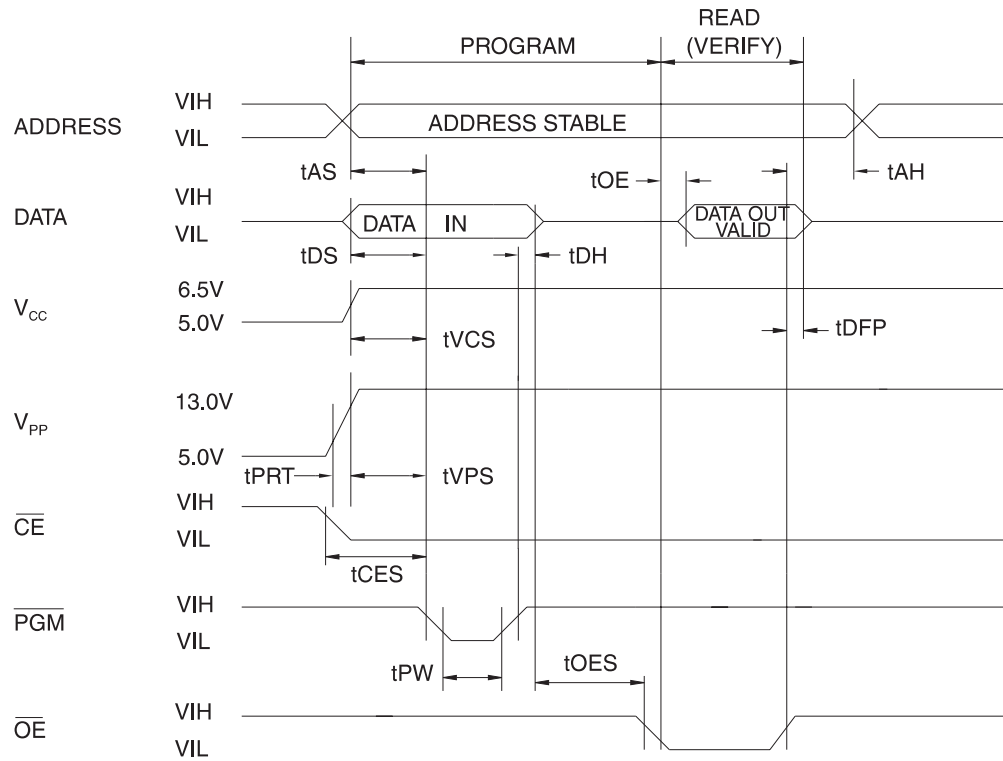 READ
PROGRAM (VERIFY)
VIH
ADDRESS ADDRESS STABLE
VIL
tAS tOE tAH
VIH
DATA DATA IN DATA OUT
VIL VALID
tDS tDH
6.5V
VCC
5.0V
tVCS tDFP
13.0V
VPP
5.0V
tPRT tVPS
VIH
CE
VIL
tCES
VIH
PGM
VIL
tPW tOES
VIH
OE
VIL